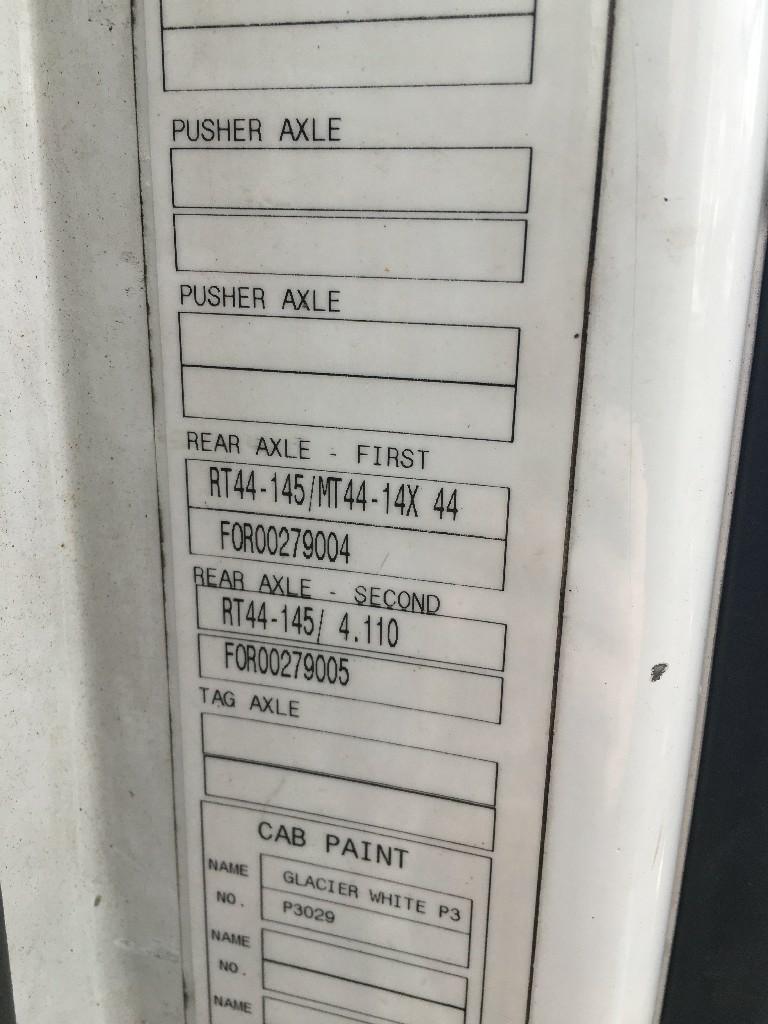 PUSHER AXLE
PUSHER AXLE
REAR AXLE - FIRST
RT44-145/MT44-14X 44
FOR00279004
REAR AXLE - SECOND
RT44-145/ 4.110
FOR00279005
TAG AXLE
CAB PAINT
NAME GLACIER WHITE P3
NO. P3029
NAME
NO.
NAME